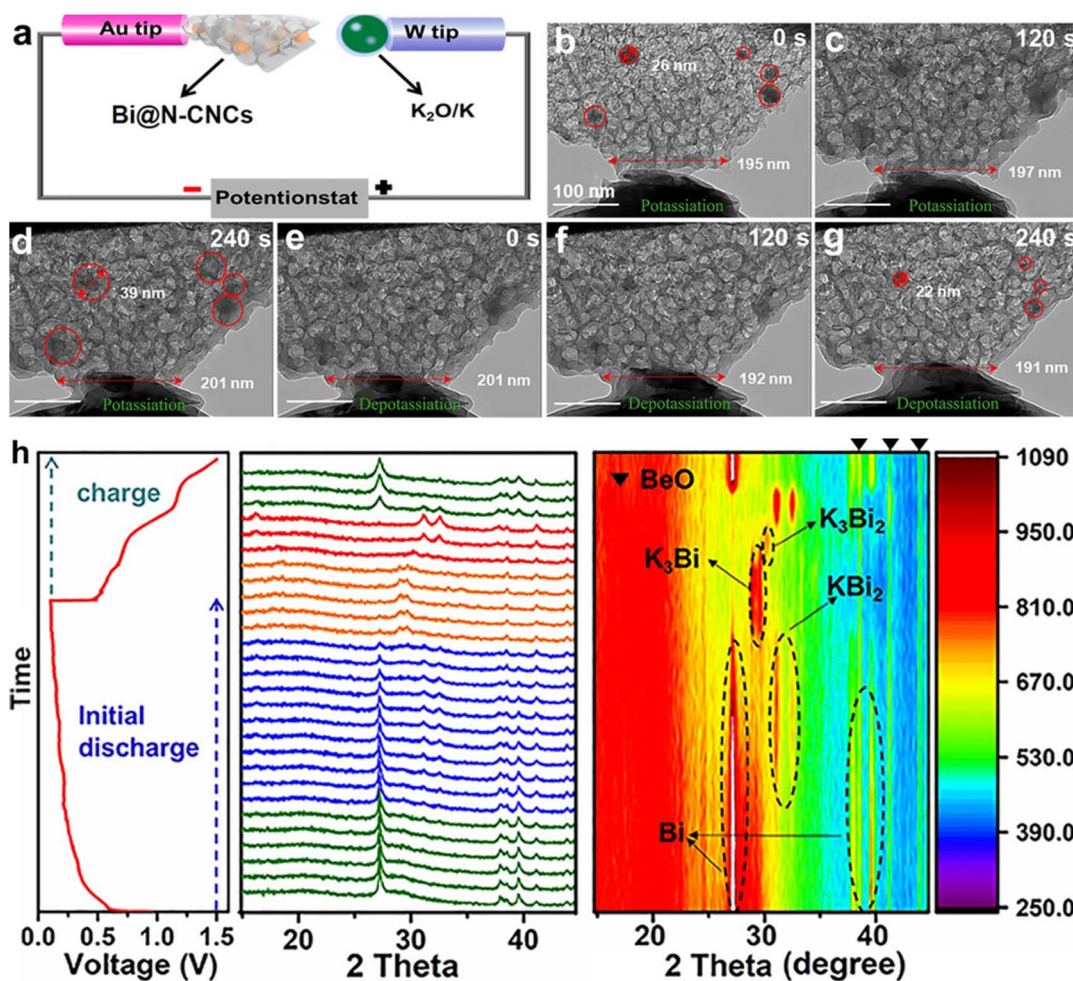 a
Au tip
W tip
Bi@N-CNCs
K₂O/K
−
Potentionstat
+
b
0 s
26 nm
195 nm
100 nm
Potassiation
c
120 s
197 nm
Potassiation
d
240 s
39 nm
201 nm
Potassiation
e
0 s
201 nm
Depotassiation
f
120 s
192 nm
Depotassiation
g
240 s
22 nm
191 nm
Depotassiation
h
charge
Initial
discharge
Time
0.0 0.5 1.0 1.5
Voltage (V)
20 30 40
2 Theta
BeO
K₃Bi₂
K₃Bi
KBi₂
Bi
20 30 40
2 Theta (degree)
1090
950.0
810.0
670.0
530.0
390.0
250.0